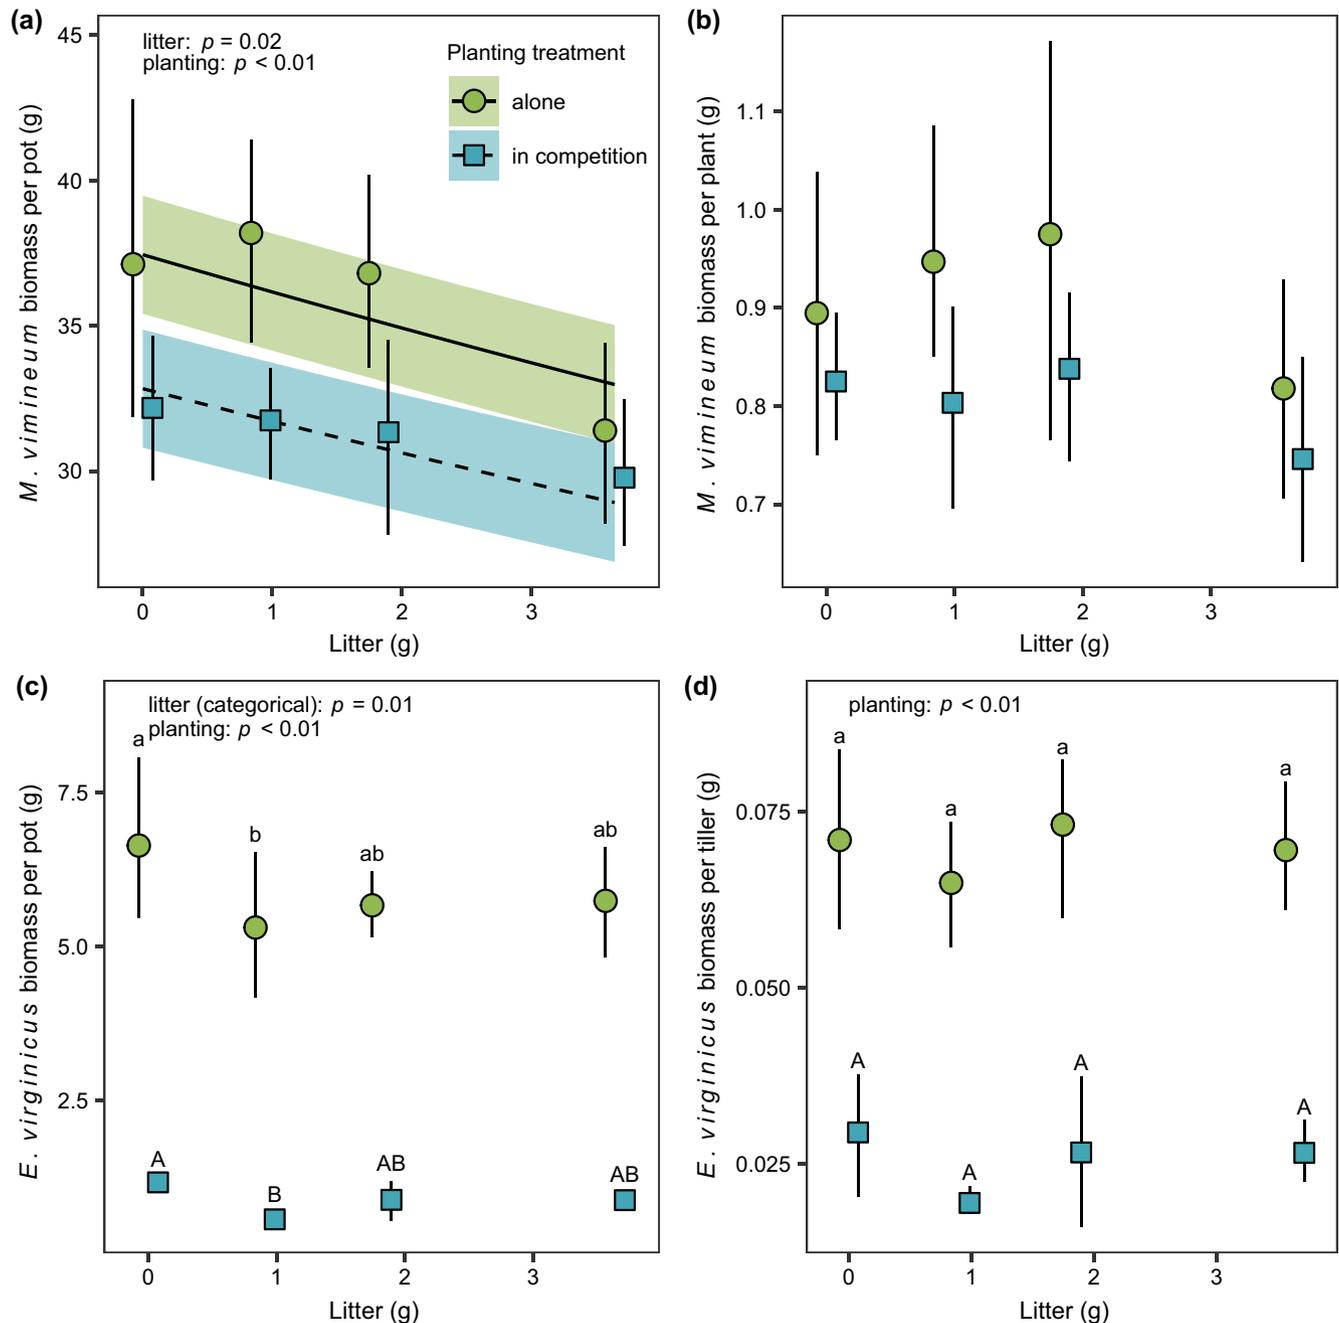 (a)
litter: p = 0.02
planting: p < 0.01
Planting treatment
alone
in competition
45
40
35
30
M. vimineum biomass per pot (g)
0 1 2 3
Litter (g)
(b)
1.1
1.0
0.9
0.8
0.7
M. vimineum biomass per plant (g)
0 1 2 3
Litter (g)
(c)
litter (categorical): p = 0.01
planting: p < 0.01
a
b
ab
ab
7.5
5.0
2.5
E. virginicus biomass per pot (g)
A
B
AB
AB
0 1 2 3
Litter (g)
(d)
planting: p < 0.01
a
a
a
a
0.075
0.050
0.025
E. virginicus biomass per tiller (g)
A
A
A
A
0 1 2 3
Litter (g)